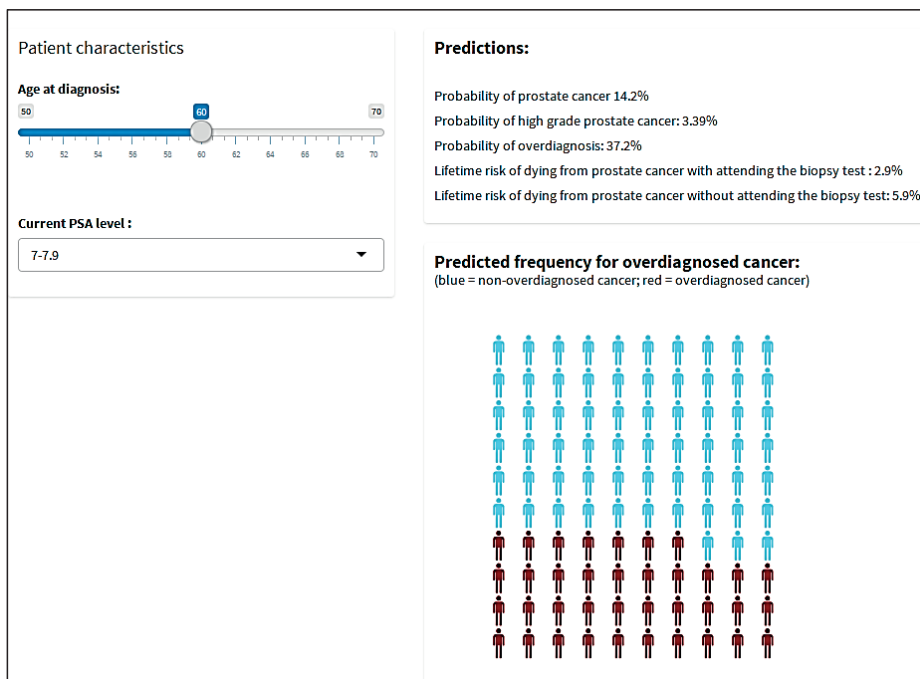 Patient characteristics
Age at diagnosis:
50 60 70
50 52 54 56 58 60 62 64 66 68 70
Current PSA level :
7-7.9
Predictions:
Probability of prostate cancer 14.2%
Probability of high grade prostate cancer: 3.39%
Probability of overdiagnosis: 37.2%
Lifetime risk of dying from prostate cancer with attending the biopsy test : 2.9%
Lifetime risk of dying from prostate cancer without attending the biopsy test: 5.9%
Predicted frequency for overdiagnosed cancer:
(blue = non-overdiagnosed cancer; red = overdiagnosed cancer)